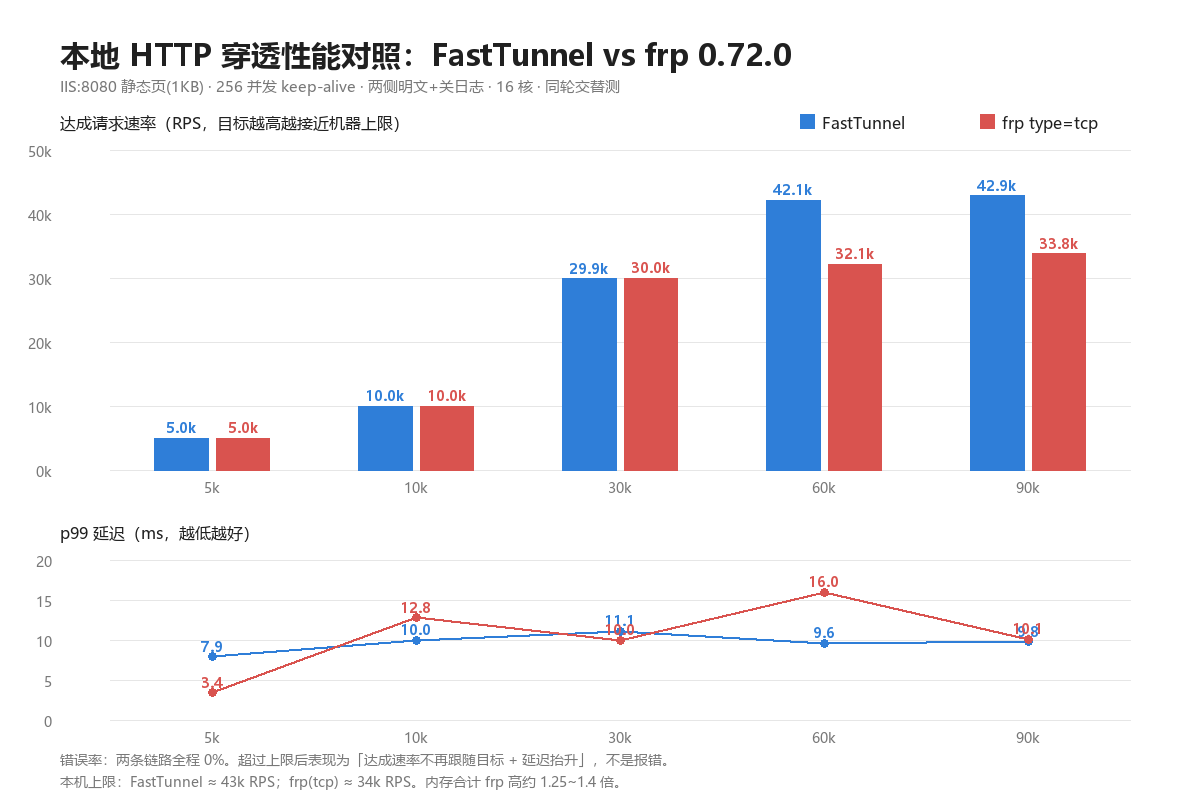 本地 HTTP 穿透性能对照：FastTunnel vs frp 0.72.0
IIS:8080 静态页(1KB) · 256 并发 keep-alive · 两侧明文+关日志 · 16 核 · 同轮交替测
达成请求速率（RPS，目标越高越接近机器上限）
FastTunnel
frp type=tcp
50k
40k
30k
20k
10k
0k
5.0k
5.0k
10.0k
10.0k
29.9k
30.0k
42.1k
32.1k
42.9k
33.8k
5k
10k
30k
60k
90k
p99 延迟（ms，越低越好）
20
15
10
5
0
7.9
3.4
12.8
10.0
11.1
10.0
16.0
9.6
10.1
9.8
5k
10k
30k
60k
90k
错误率：两条链路全程 0%。超过上限后表现为「达成速率不再跟随目标 + 延迟抬升」，不是报错。
本机上限：FastTunnel ≈ 43k RPS；frp(tcp) ≈ 34k RPS。内存合计 frp 高约 1.25~1.4 倍。